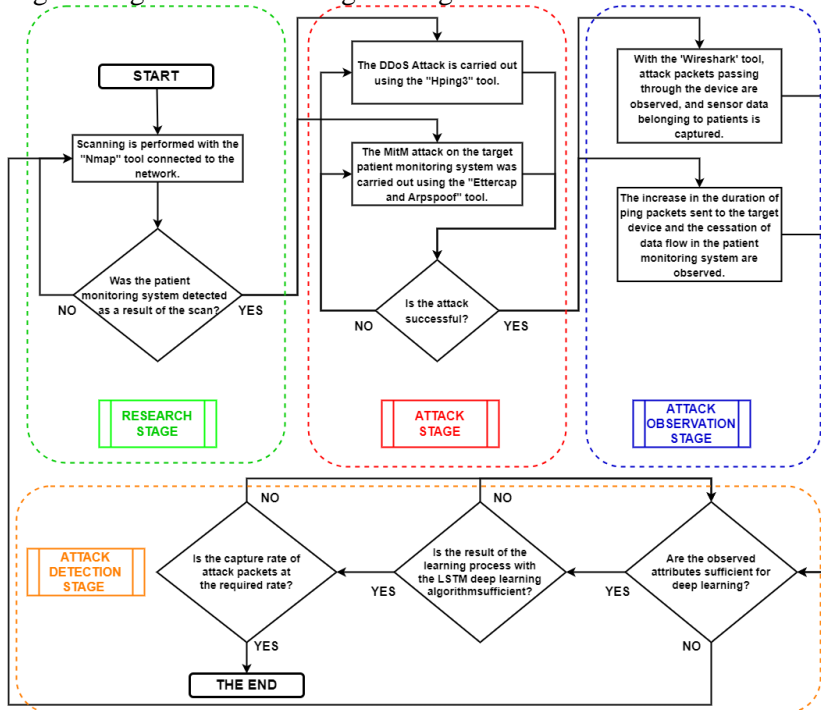 START
Scanning is performed with the
"Nmap" tool connected to the
network.
Was the patient
monitoring system detected
as a result of the scan?
NO
YES
RESEARCH
STAGE
The DDoS Attack is carried out
using the "Hping3" tool.
The MitM attack on the target
patient monitoring system was
carried out using the "Ettercap
and Arpspoof" tool.
Is the attack
successful?
NO
YES
ATTACK
STAGE
With the 'Wireshark' tool,
attack packets passing
through the device are
observed, and sensor data
belonging to patients is
captured.
The increase in the duration of
ping packets sent to the target
device and the cessation of
data flow in the patient
monitoring system are
observed.
ATTACK
OBSERVATION
STAGE
ATTACK
DETECTION
STAGE
NO
Is the capture rate of
attack packets at
the required rate?
YES
THE END
NO
Is the result of the
learning process with
the LSTM deep learning
algorithmsufficient?
YES
Are the observed
attributes sufficient for
deep learning?
YES
NO